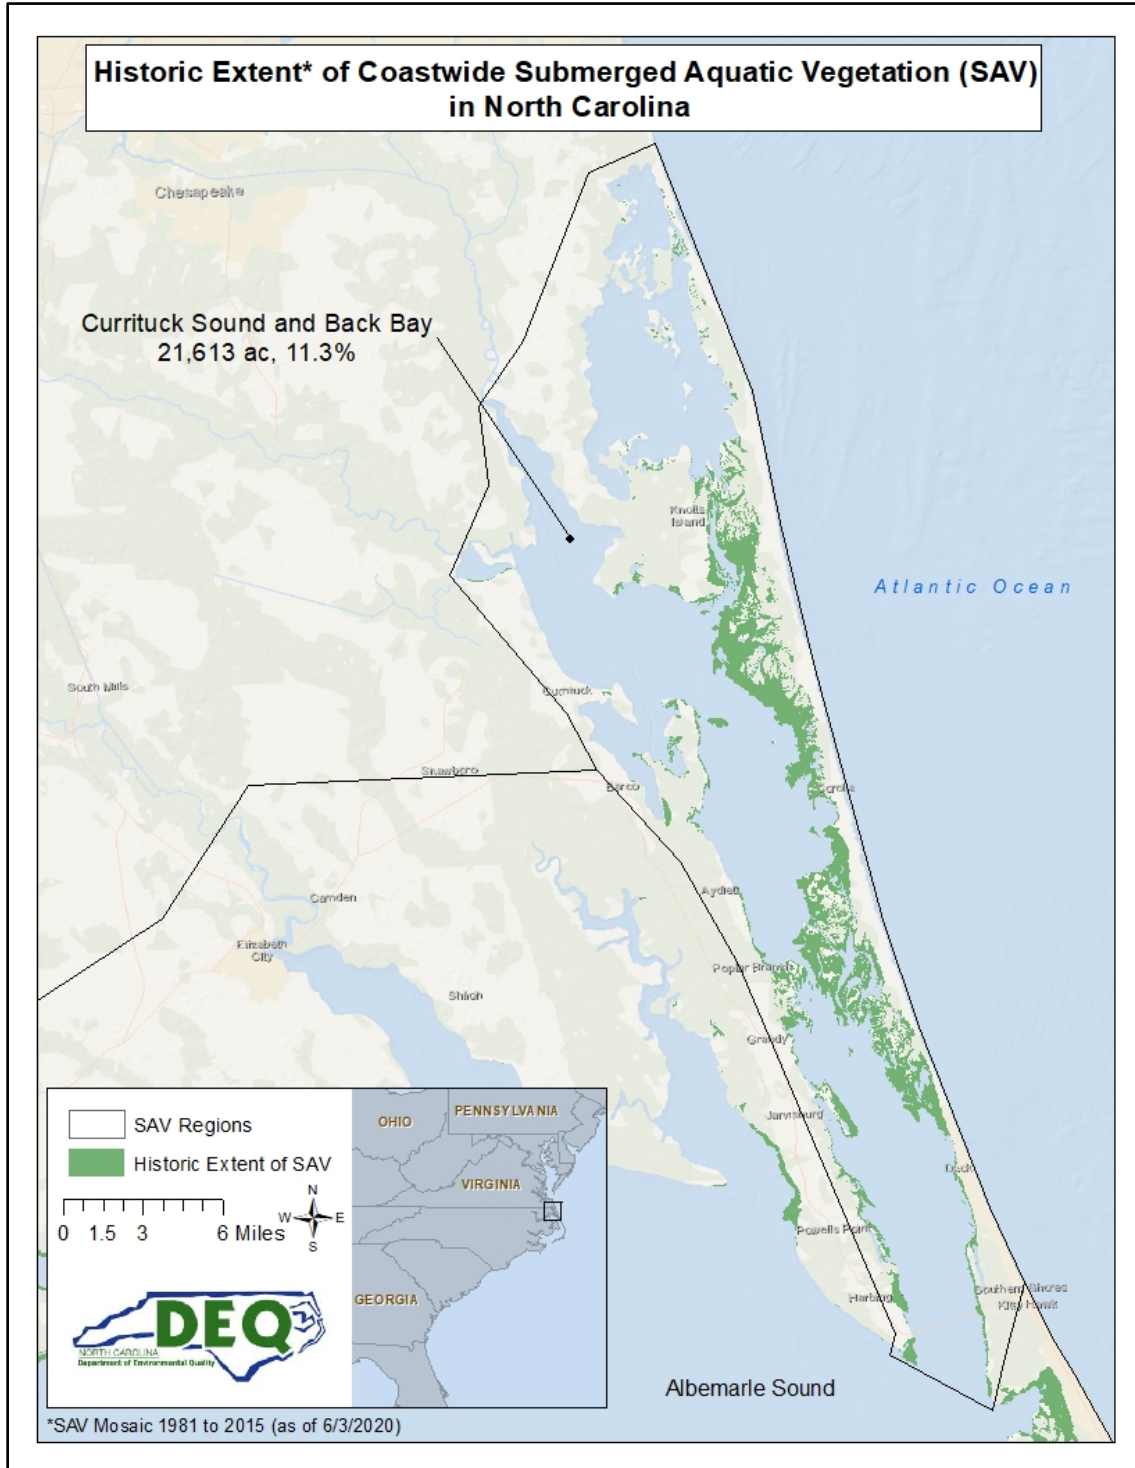 Historic Extent* of Coastwide Submerged Aquatic Vegetation (SAV)
in North Carolina
Chesapeake
Currituck Sound and Back Bay
21,613 ac, 11.3%
Knotts
Island
Atlantic Ocean
South Mills
Currituck
Shawboro
Barco
Corolla
Aydlett
Camden
Elizabeth
City
Poplar Branch
Shiloh
Grandy
Jarvisburg
Duck
Powells Point
Southern Shores
Kitty Hawk
Harbinger
Albemarle Sound
SAV Regions
Historic Extent of SAV
0 1.5 3 6 Miles
N
W E
S
OHIO
PENNSYLVANIA
VIRGINIA
GEORGIA
DEQ
NORTH CAROLINA
Department of Environmental Quality
*SAV Mosaic 1981 to 2015 (as of 6/3/2020)